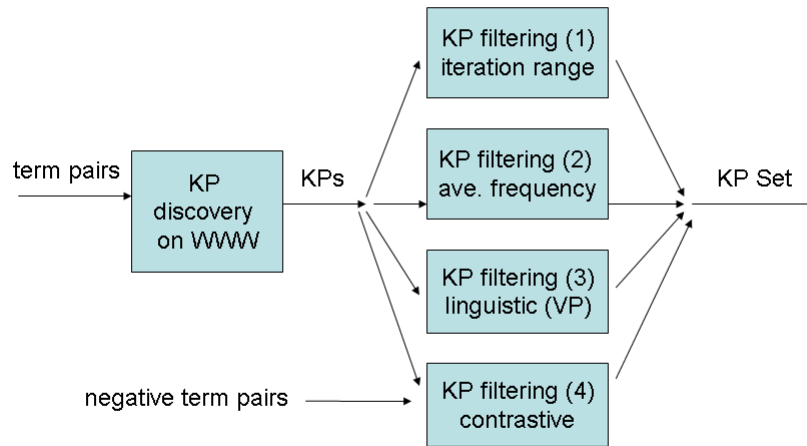 term pairs
KP
discovery
on WWW
KPs
KP filtering (1)
iteration range
KP filtering (2)
ave. frequency
KP filtering (3)
linguistic (VP)
negative term pairs
KP filtering (4)
contrastive
KP Set